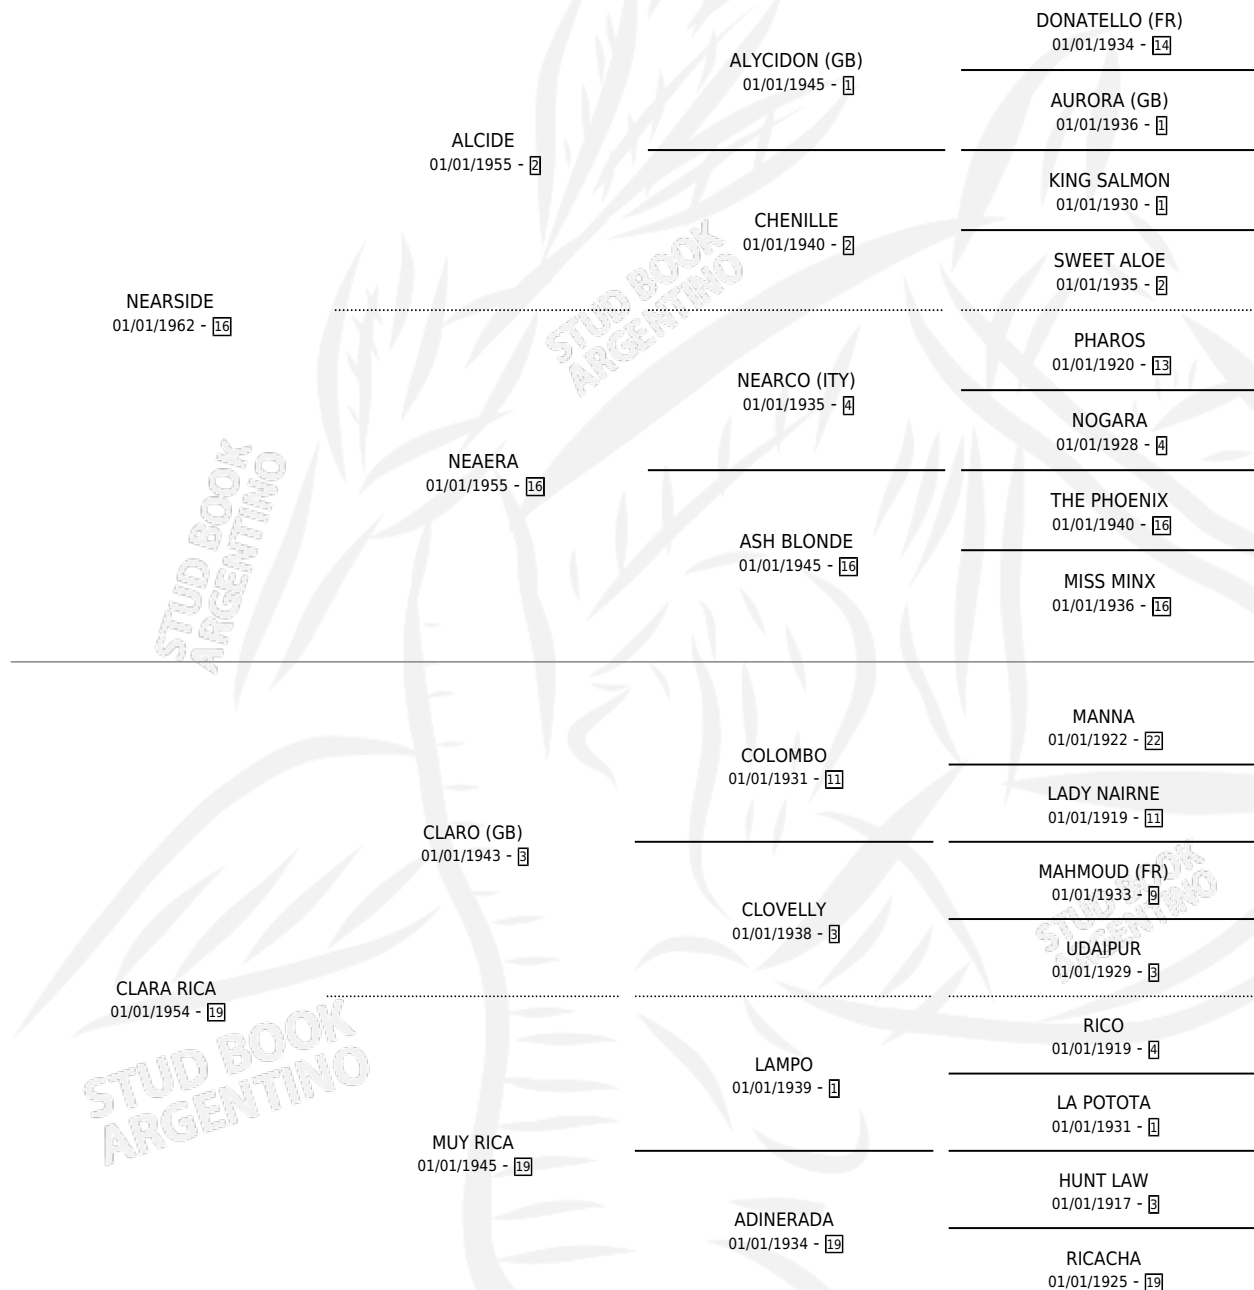 DONATELLO (FR)
01/01/1934 - 14
ALYCIDON (GB)
01/01/1945 - 1
AURORA (GB)
01/01/1936 - 1
ALCIDE
01/01/1955 - 2
KING SALMON
01/01/1930 - 1
CHENILLE
01/01/1940 - 2
SWEET ALOE
01/01/1935 - 2
NEARSIDE
01/01/1962 - 16
PHAROS
01/01/1920 - 13
NEARCO (ITY)
01/01/1935 - 4
NOGARA
01/01/1928 - 4
NEAERA
01/01/1955 - 16
THE PHOENIX
01/01/1940 - 16
ASH BLONDE
01/01/1945 - 16
MISS MINX
01/01/1936 - 16
MANNA
01/01/1922 - 22
COLOMBO
01/01/1931 - 11
LADY NAIRNE
01/01/1919 - 11
CLARO (GB)
01/01/1943 - 3
MAHMOUD (FR)
01/01/1933 - 9
CLOVELLY
01/01/1938 - 3
UDAIPUR
01/01/1929 - 3
CLARA RICA
01/01/1954 - 19
RICO
01/01/1919 - 4
LAMPO
01/01/1939 - 1
LA POTOTA
01/01/1931 - 1
MUY RICA
01/01/1945 - 19
HUNT LAW
01/01/1917 - 3
ADINERADA
01/01/1934 - 19
RICACHA
01/01/1925 - 19
STUD BOOK
ARGENTINO
STUD BOOK
ARGENTINO
STUD BOOK
ARGENTINO
STUD BOOK
ARGENTINO